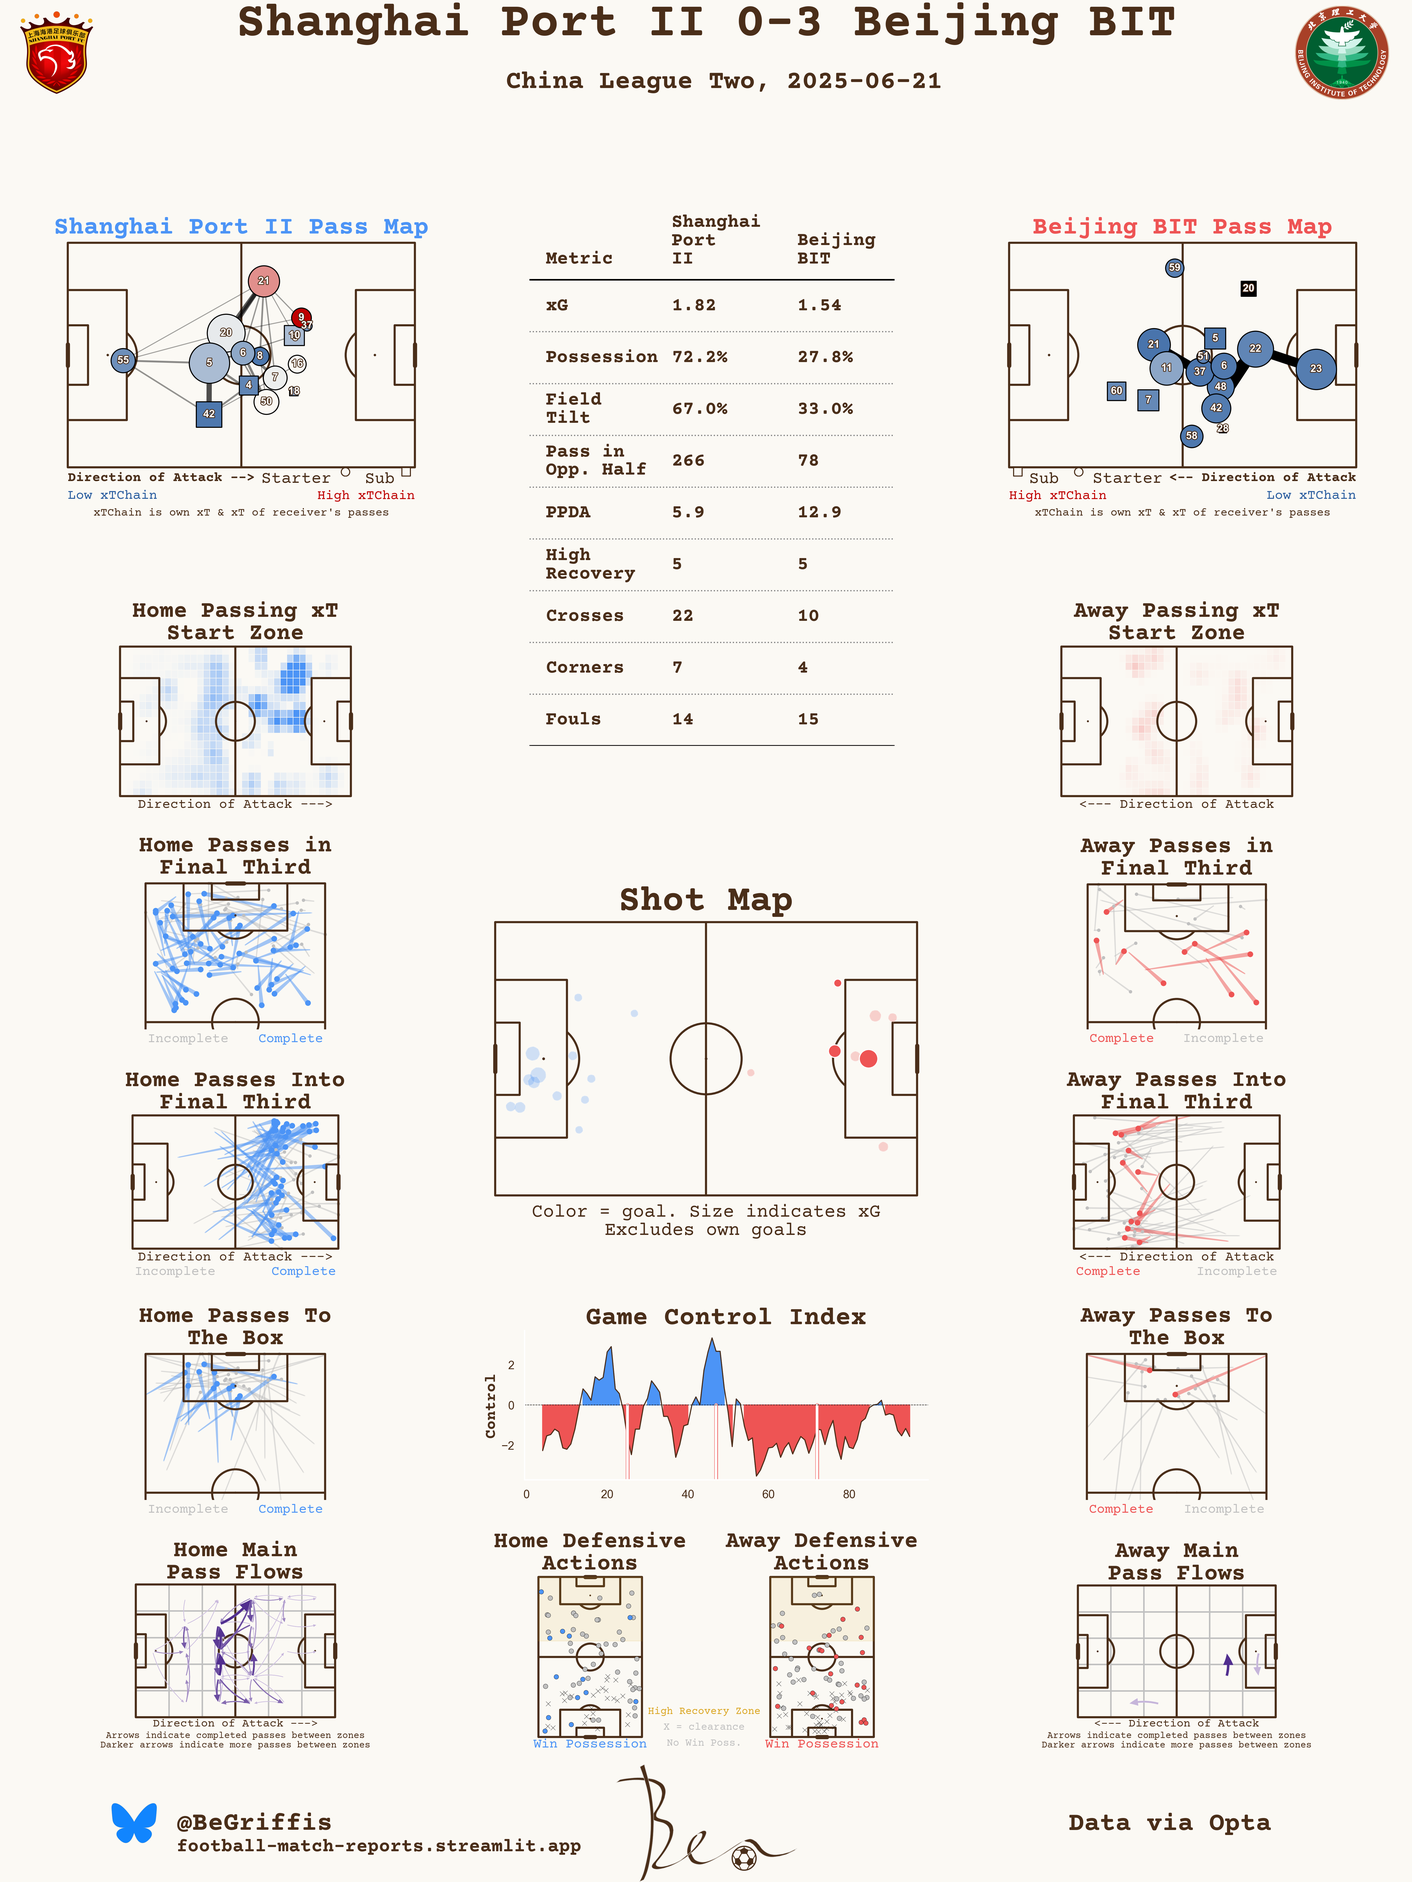 Shanghai Port II 0-3 Beijing BIT
China League Two, 2025-06-21
上海海港足球俱乐部
SHANGHAI PORT FC
北京理工大学
BEIJING INSTITUTE OF TECHNOLOGY
1940
Shanghai Port II Pass Map
21
9
37
20
10
55
5
6
8
16
7
4
18
50
42
Direction of Attack --> Starter Sub
Low xTChain High xTChain
xTChain is own xT & xT of receiver's passes
Metric Shanghai Port II Beijing BIT
xG 1.82 1.54
Possession 72.2% 27.8%
Field Tilt 67.0% 33.0%
Pass in Opp. Half 266 78
PPDA 5.9 12.9
High Recovery 5 5
Crosses 22 10
Corners 7 4
Fouls 14 15
Beijing BIT Pass Map
59
20
5
21
22
51
11
37
6
23
60
48
7
42
28
58
Sub Starter <-- Direction of Attack
High xTChain Low xTChain
xTChain is own xT & xT of receiver's passes
Home Passing xT
Start Zone
Direction of Attack --->
Away Passing xT
Start Zone
<--- Direction of Attack
Home Passes in
Final Third
Incomplete Complete
Away Passes in
Final Third
Complete Incomplete
Shot Map
Color = goal. Size indicates xG
Excludes own goals
Home Passes Into
Final Third
Direction of Attack --->
Incomplete Complete
Away Passes Into
Final Third
<--- Direction of Attack
Complete Incomplete
Home Passes To
The Box
Incomplete Complete
Game Control Index
Control
2
0
−2
0 20 40 60 80
Away Passes To
The Box
Complete Incomplete
Home Main
Pass Flows
Direction of Attack --->
Arrows indicate completed passes between zones
Darker arrows indicate more passes between zones
Home Defensive
Actions
Win Possession
Away Defensive
Actions
Win Possession
High Recovery Zone
X = clearance
No Win Poss.
Away Main
Pass Flows
<--- Direction of Attack
Arrows indicate completed passes between zones
Darker arrows indicate more passes between zones
@BeGriffis
football-match-reports.streamlit.app
Ben
Data via Opta